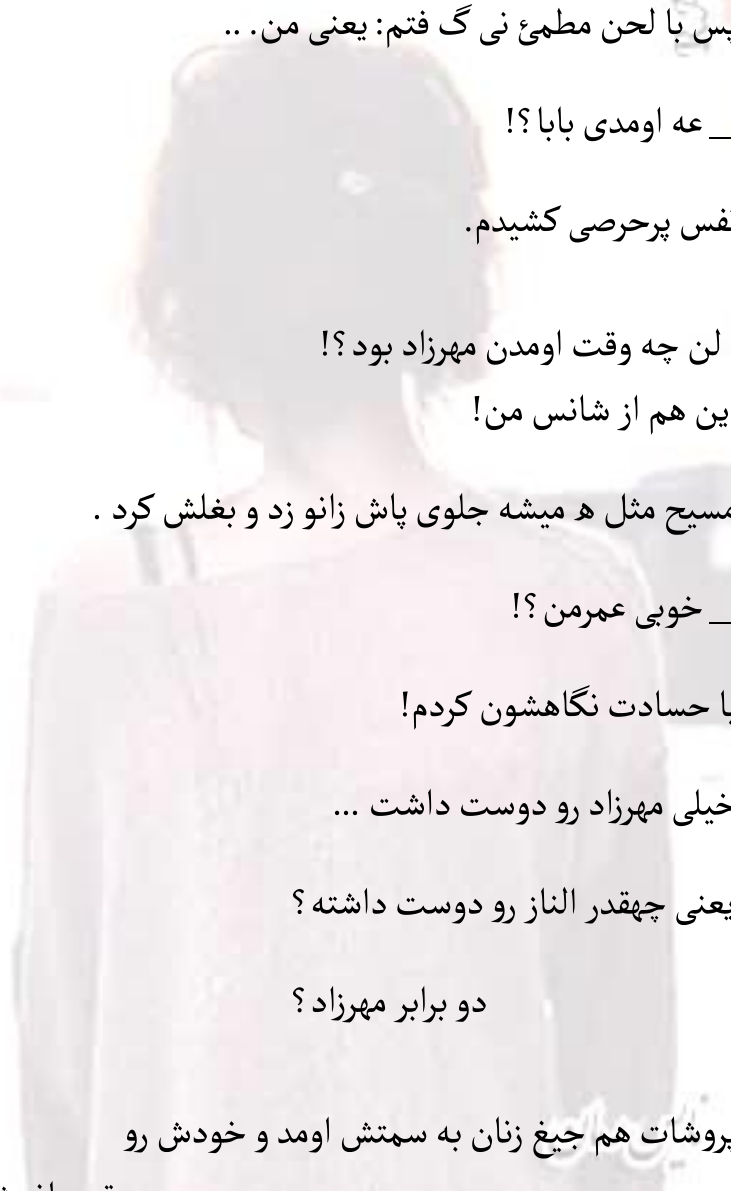 پس با لحن مطمئ نی گ فتم: یعنی من. ..
_ عه اومدی بابا؟!
نفس پرحرصی کشیدم.
لن چه وقت اومدن مهرزاد بود؟!
این هم از شانس من!
مسیح مثل ه میشه جلوی پاش زانو زد و بغلش کرد .
_ خوبی عمرمن؟!
با حسادت نگاهشون کردم!
خیلی مهرزاد رو دوست داشت ...
یعنی چهقدر الناز رو دوست داشته؟
دو برابر مهرزاد؟
پروشات هم جیغ زنان به سمتش اومد و خودش رو